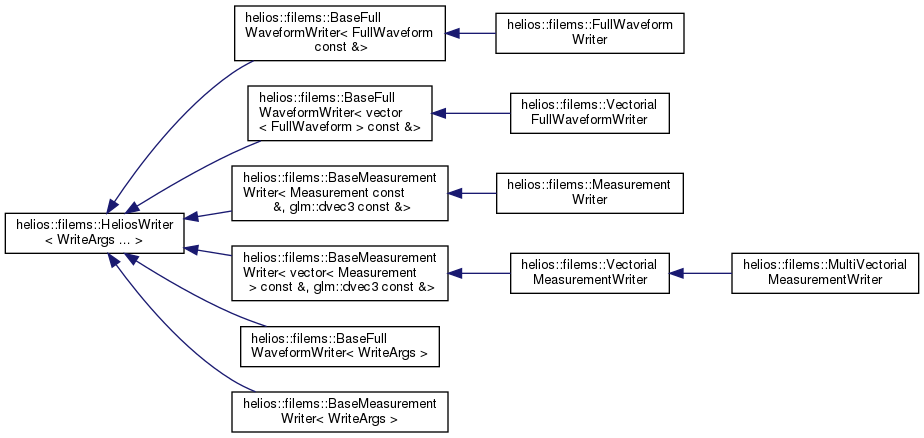 helios::filems::BaseFull
WaveformWriter< FullWaveform
const &>
helios::filems::FullWaveform
Writer
helios::filems::BaseFull
WaveformWriter< vector
< FullWaveform > const &>
helios::filems::Vectorial
FullWaveformWriter
helios::filems::BaseMeasurement
Writer< Measurement const
&, glm::dvec3 const &>
helios::filems::Measurement
Writer
helios::filems::HeliosWriter
< WriteArgs ... >
helios::filems::BaseMeasurement
Writer< vector< Measurement
> const &, glm::dvec3 const &>
helios::filems::Vectorial
MeasurementWriter
helios::filems::MultiVectorial
MeasurementWriter
helios::filems::BaseFull
WaveformWriter< WriteArgs >
helios::filems::BaseMeasurement
Writer< WriteArgs >